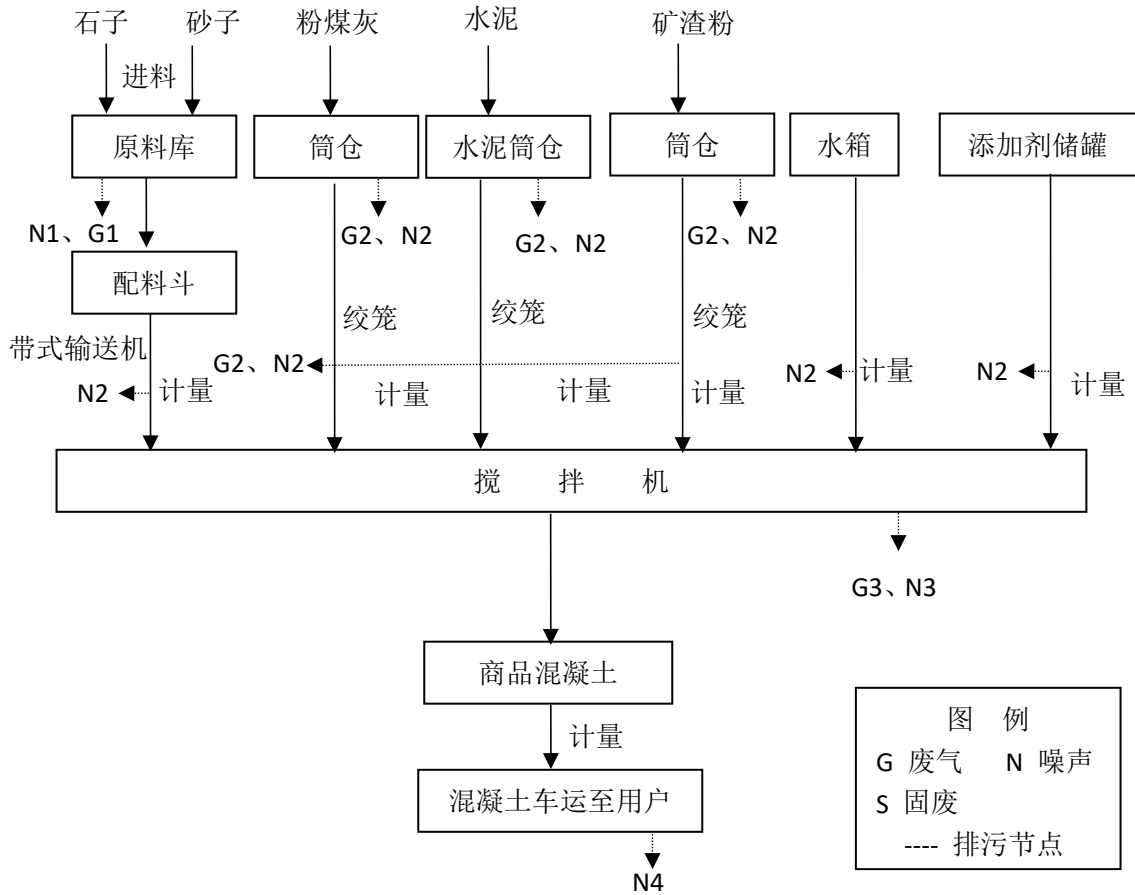 石子
砂子
粉煤灰
水泥
矿渣粉
进料
原料库
筒仓
水泥筒仓
筒仓
水箱
添加剂储罐
N1、G1
G2、N2
G2、N2
G2、N2
配料斗
绞笼
绞笼
绞笼
带式输送机
G2、N2
N2
计量
计量
计量
计量
N2
计量
N2
计量
搅 拌 机
G3、N3
商品混凝土
计量
混凝土车运至用户
N4
图 例
G 废气 N 噪声
S 固废
---- 排污节点